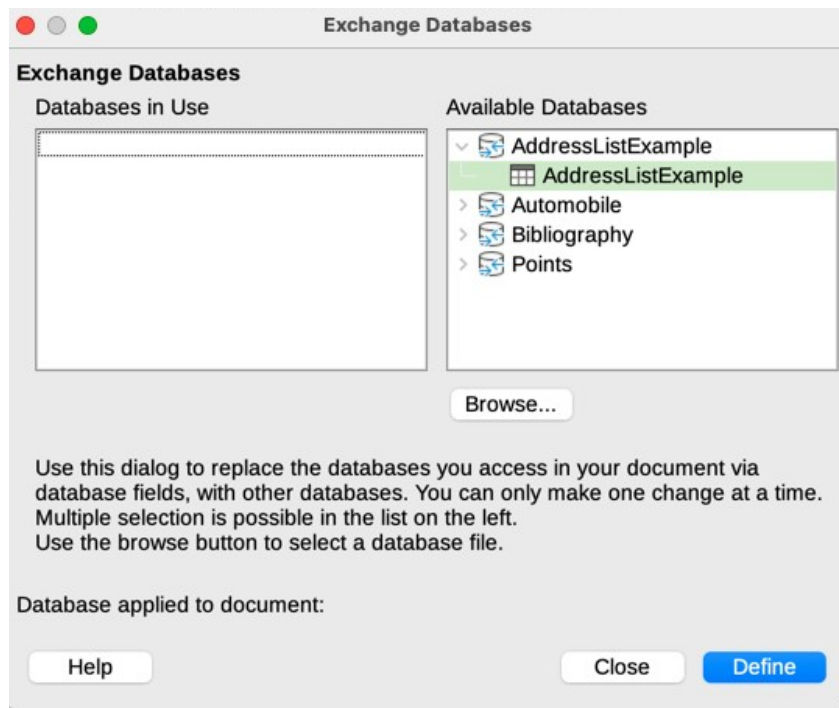 Exchange Databases
Exchange Databases
Databases in Use
Available Databases
AddressListExample
AddressListExample
Automobile
Bibliography
Points
Browse...
Use this dialog to replace the databases you access in your document via
database fields, with other databases. You can only make one change at a time.
Multiple selection is possible in the list on the left.
Use the browse button to select a database file.
Database applied to document:
Help
Close
Define